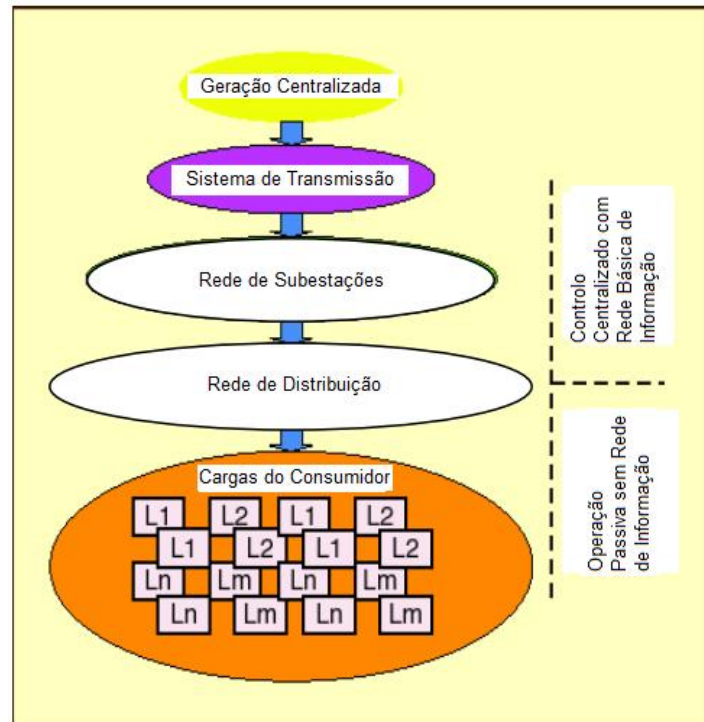 Geração Centralizada
Sistema de Transmissão
Rede de Subestações
Rede de Distribuição
Cargas do Consumidor
L1 L2 L1 L2
L1 L2 L1 L2
Ln Lm Ln Lm
Ln Lm Ln Lm
Controlo
Centralizado com
Rede Básica de
Informação
Operação
Passiva sem Rede
de Informação